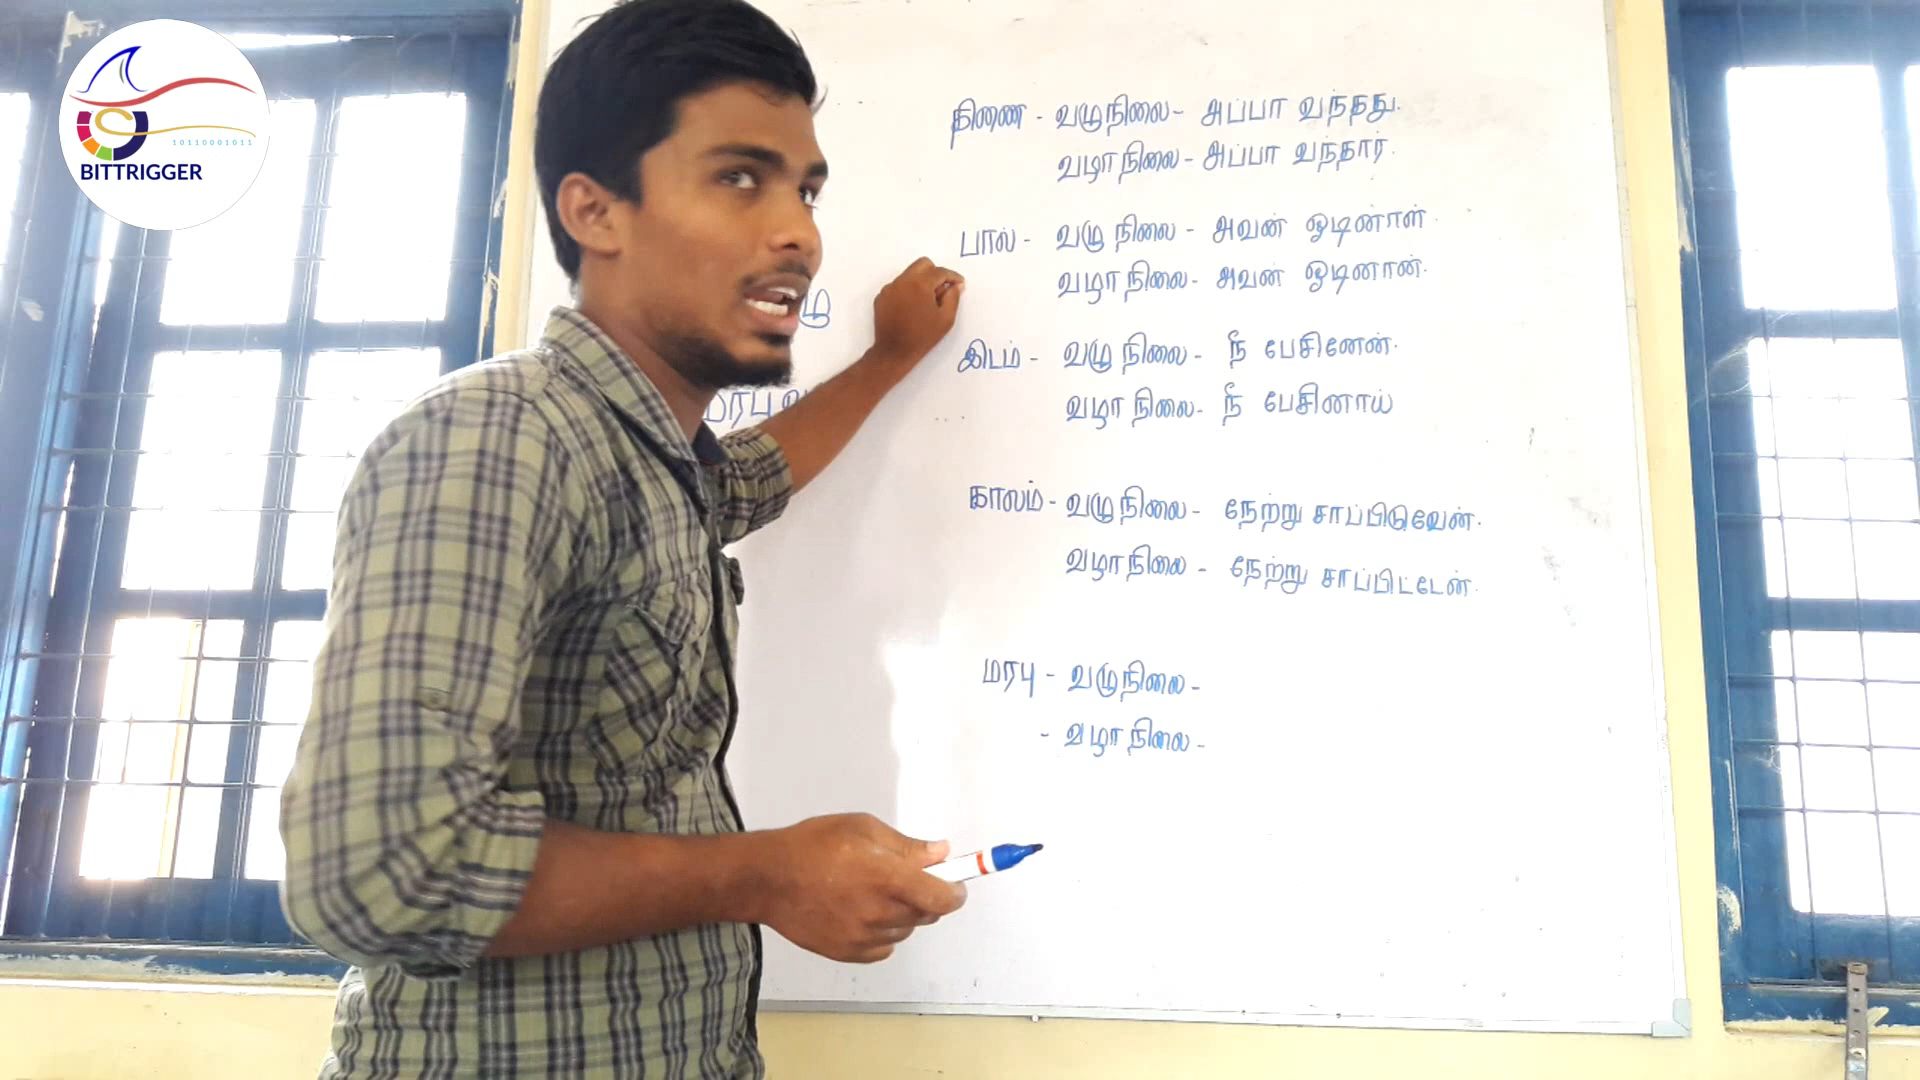 10110001011
BITTRIGGER
திணை - வழுநிலை - அப்பா வந்தது.
வழாநிலை - அப்பா வந்தார்.
பால் - வழுநிலை - அவன் ஓடினாள்.
வழாநிலை - அவன் ஓடினான்.
இடம் - வழுநிலை - நீ பேசினேன்.
வழாநிலை - நீ பேசினாய்
காலம் - வழுநிலை - நேற்று சாப்பிடுவேன்.
வழாநிலை - நேற்று சாப்பிட்டேன்.
மரபு - வழுநிலை -
- வழாநிலை -
மரபு